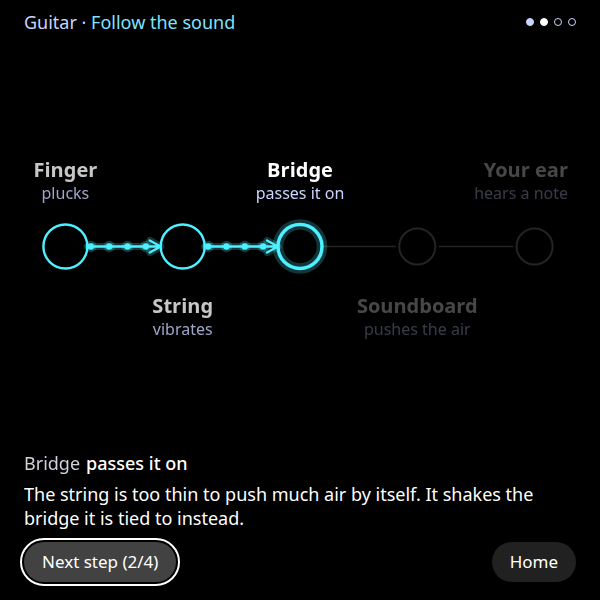 Guitar · Follow the sound
Finger
plucks
Bridge
passes it on
Your ear
hears a note
String
vibrates
Soundboard
pushes the air
Bridge passes it on
The string is too thin to push much air by itself. It shakes the
bridge it is tied to instead.
Next step (2/4)
Home